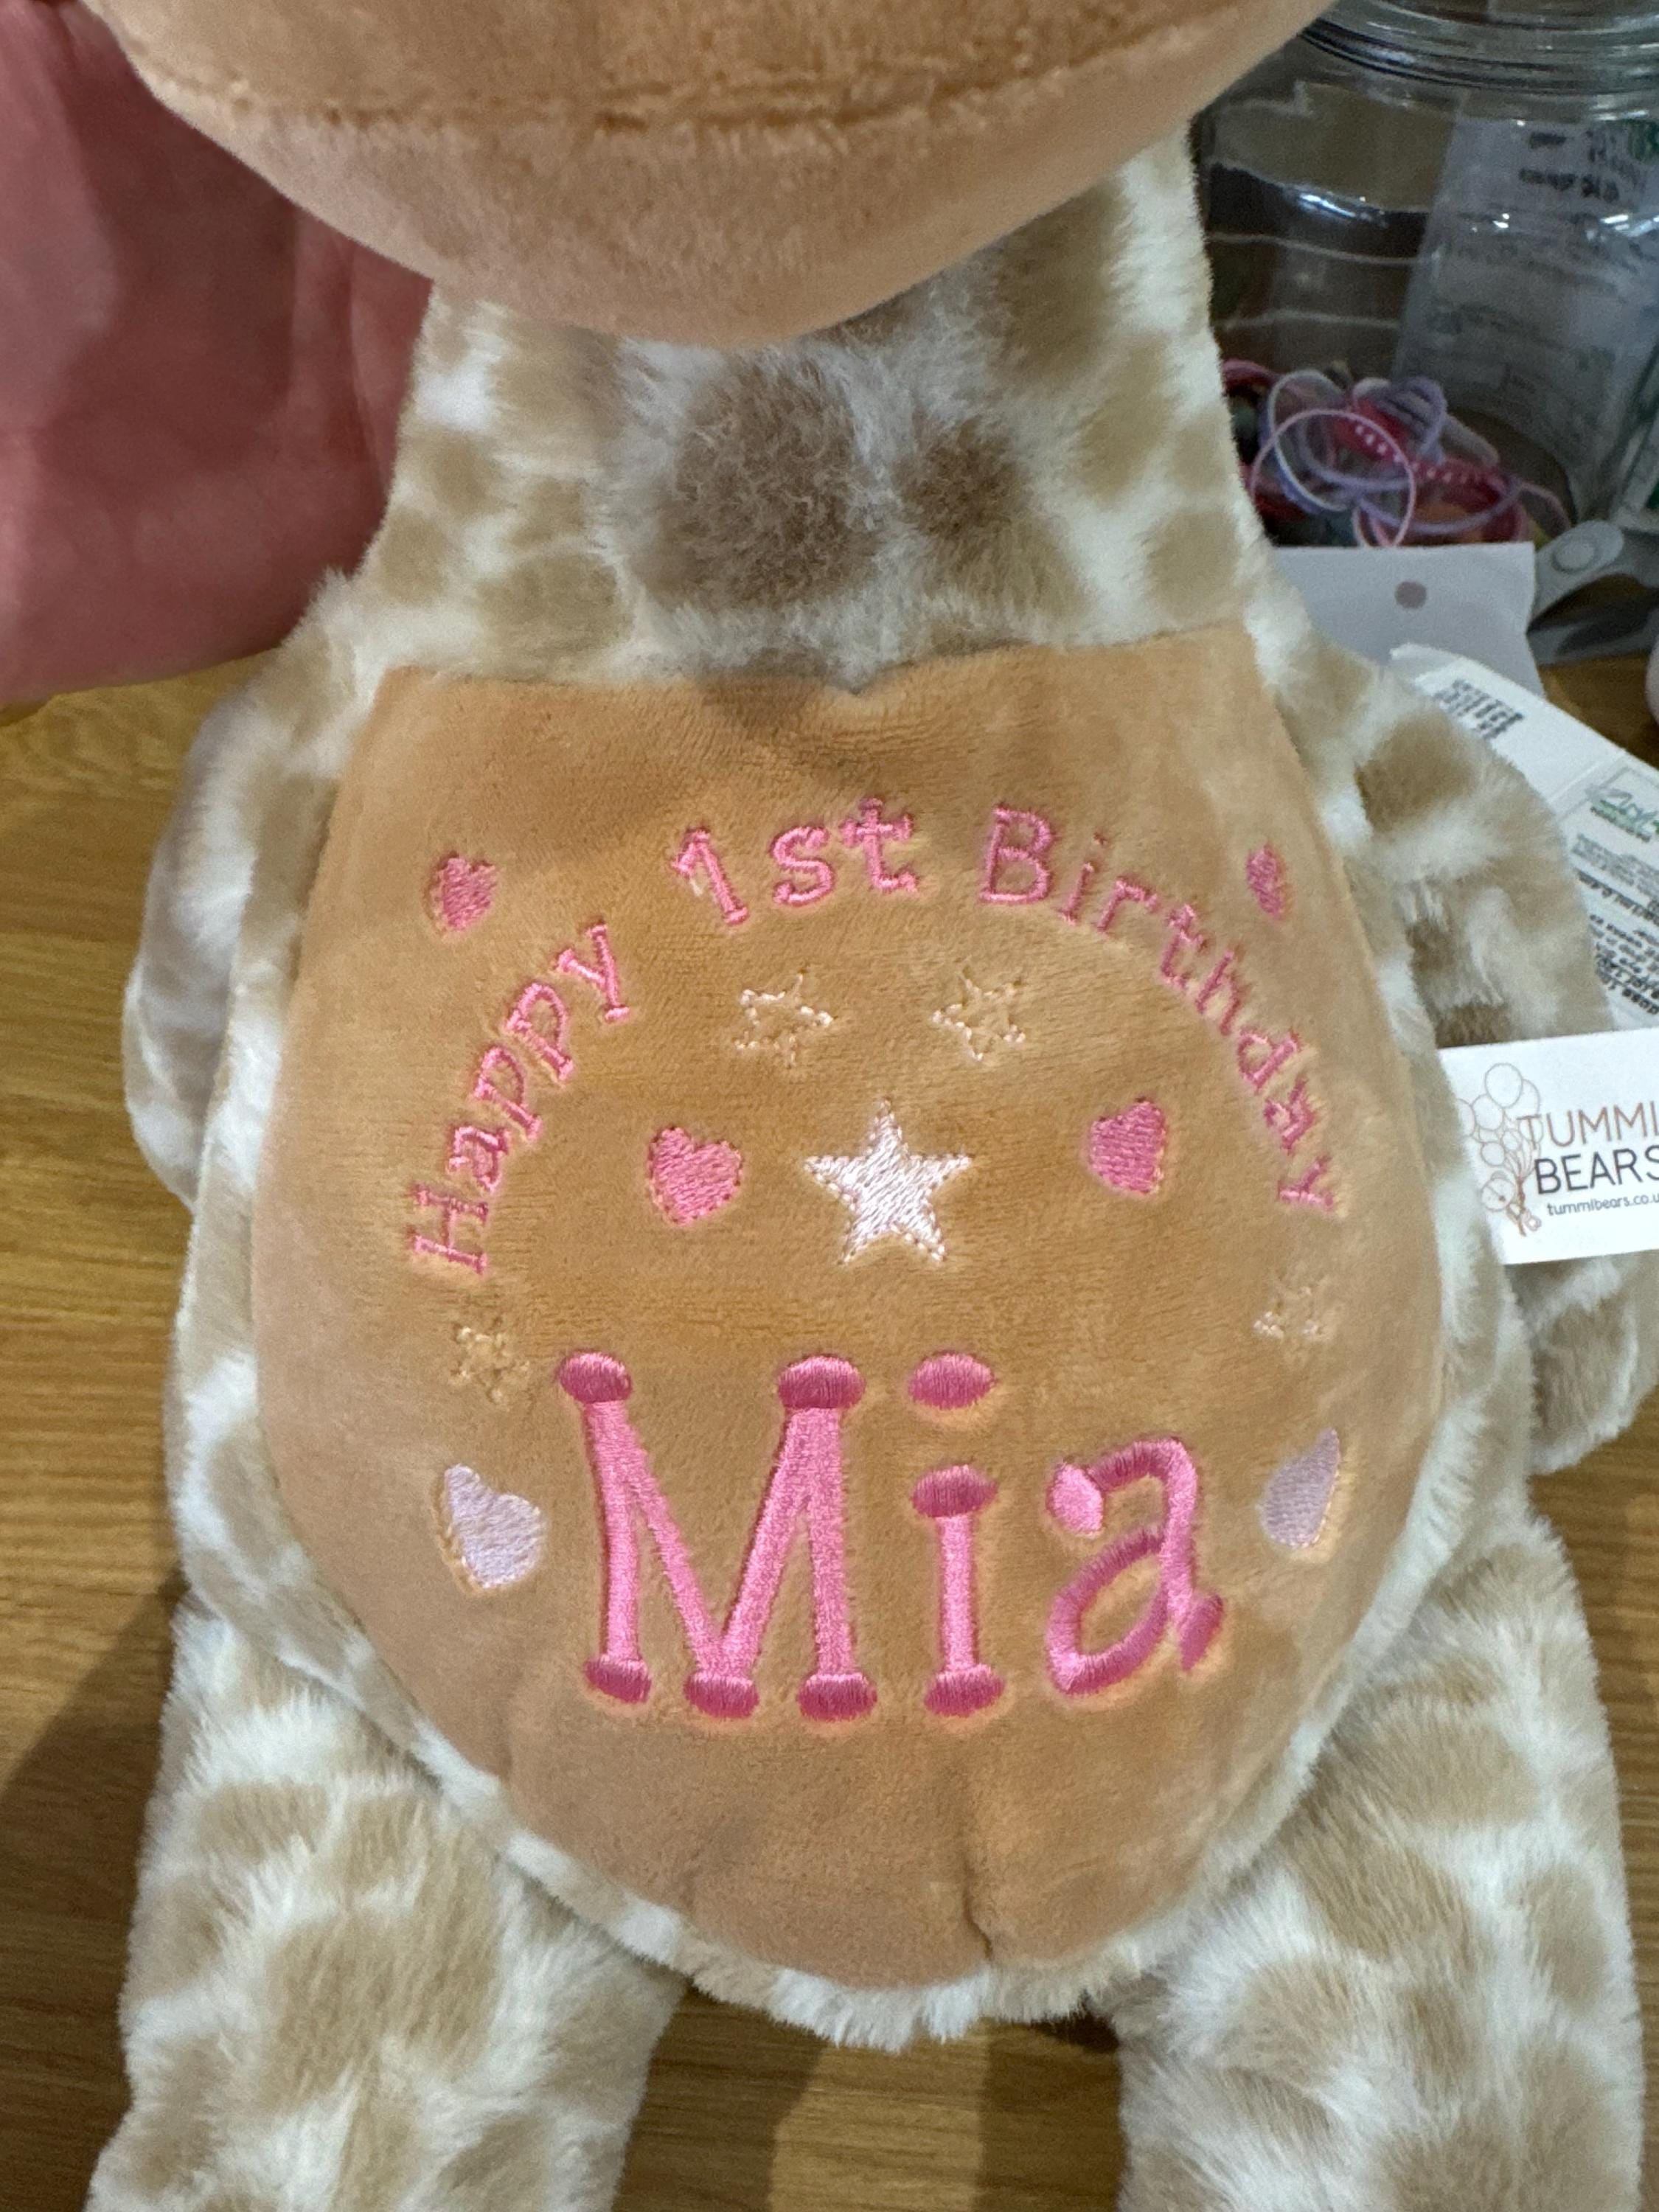 Happy 1st Birthday
Mia
TUMMI
BEARS
tummibears.co.u